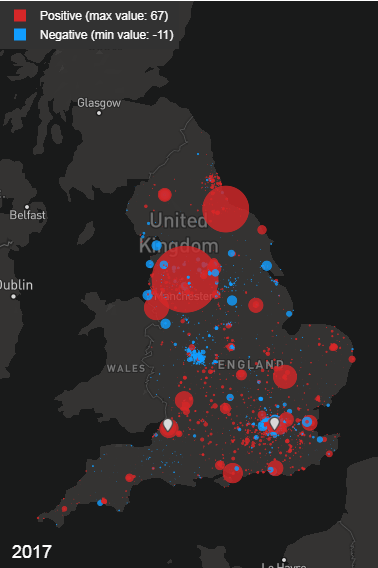 Positive (max value: 67)
Negative (min value: -11)
Glasgow
Belfast
United
Kingdom
Dublin
Manchester
WALES
ENGLAND
2017
Le Havre